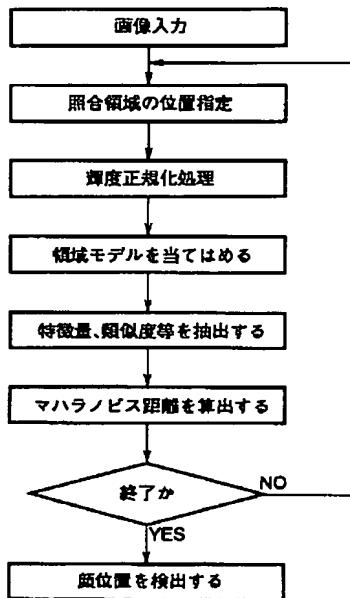 画像入力
照合領域の位置指定
輝度正規化処理
領域モデルを当てはめる
特徴量、類似度等を抽出する
マハラノビス距離を算出する
終了か
NO
YES
顔位置を検出する